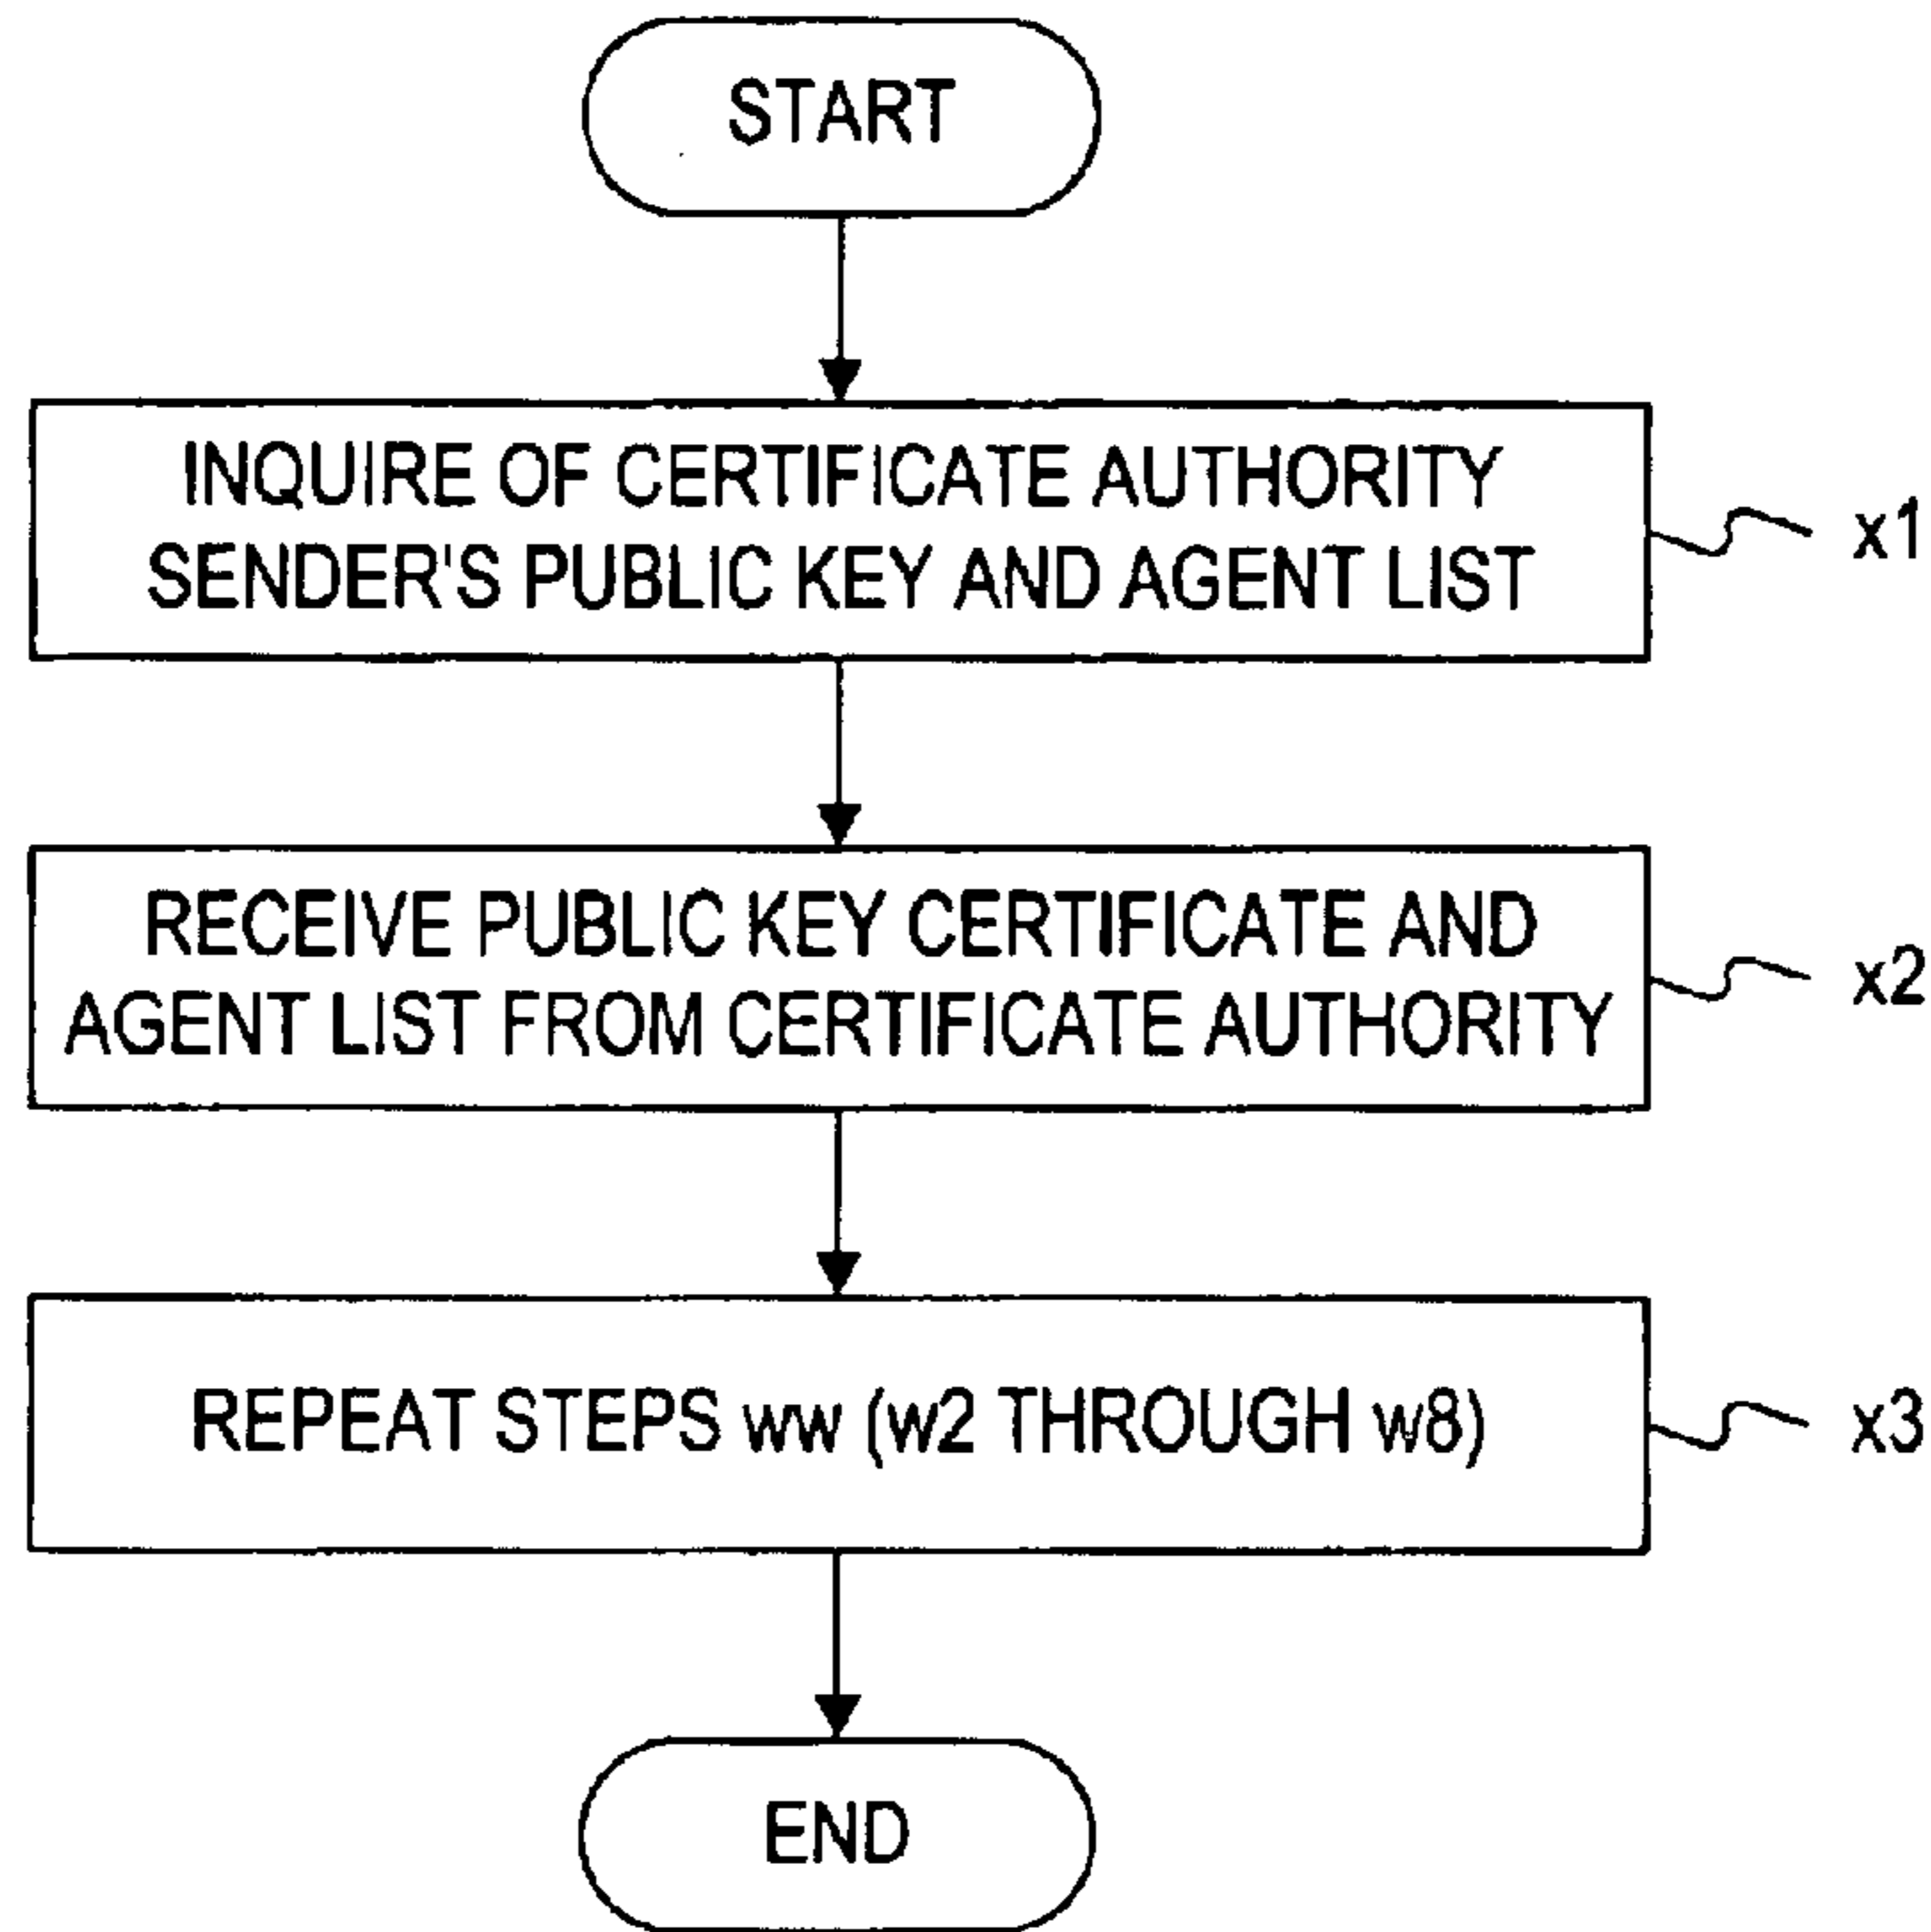 START
INQUIRE OF CERTIFICATE AUTHORITY
SENDER'S PUBLIC KEY AND AGENT LIST
x1
RECEIVE PUBLIC KEY CERTIFICATE AND
AGENT LIST FROM CERTIFICATE AUTHORITY
x2
REPEAT STEPS ww (w2 THROUGH w8)
x3
END